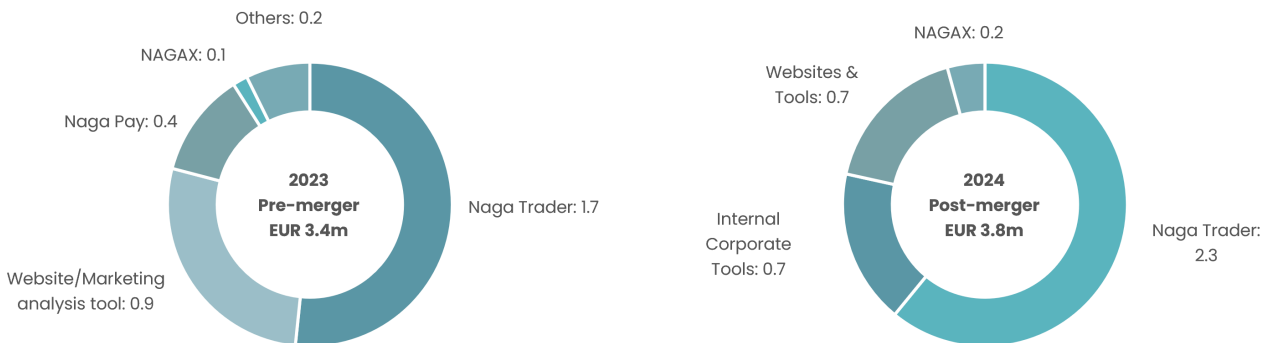 Others: 0.2
NAGAX: 0.1
Naga Pay: 0.4
2023
Pre-merger
EUR 3.4m
Naga Trader: 1.7
Website/Marketing
analysis tool: 0.9
NAGAX: 0.2
Websites &
Tools: 0.7
2024
Post-merger
EUR 3.8m
Internal
Corporate
Tools: 0.7
Naga Trader:
2.3